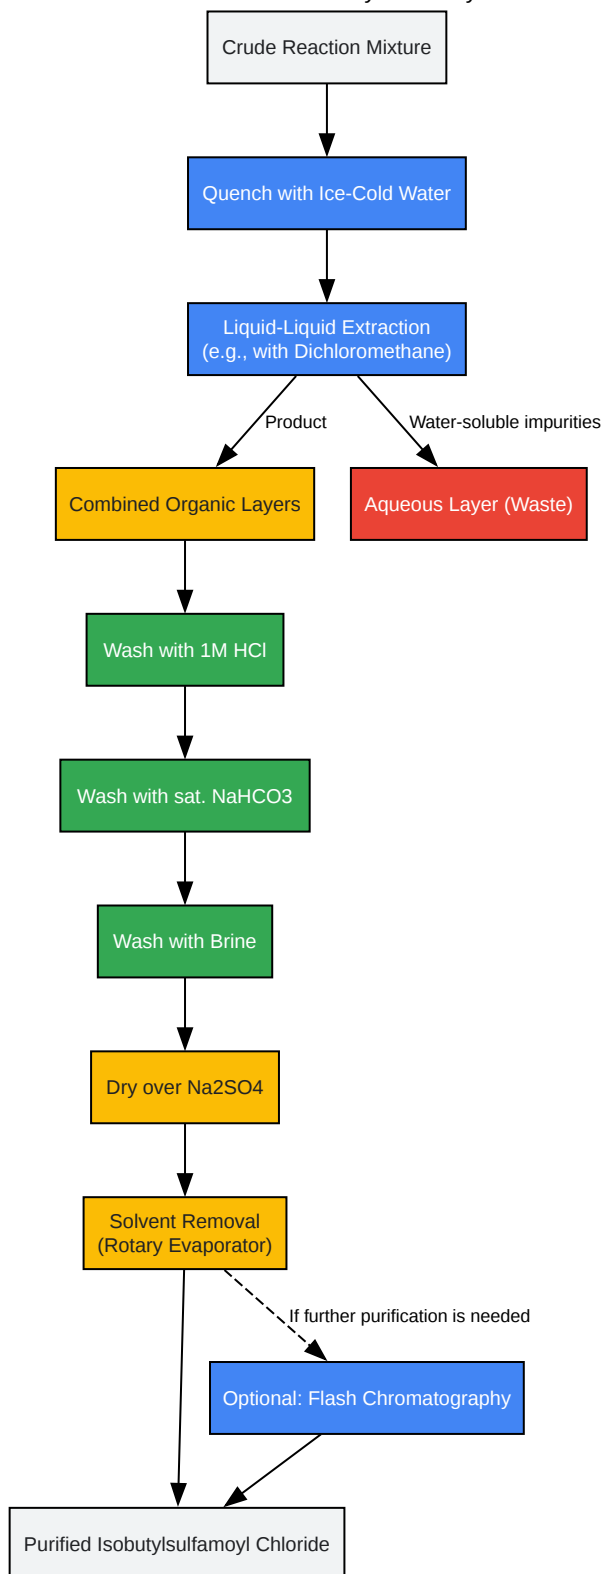 Crude Reaction Mixture
Quench with Ice-Cold Water
Liquid-Liquid Extraction
(e.g., with Dichloromethane)
Product
Water-soluble impurities
Combined Organic Layers
Aqueous Layer (Waste)
Wash with 1M HCl
Wash with sat. NaHCO3
Wash with Brine
Dry over Na2SO4
Solvent Removal
(Rotary Evaporator)
If further purification is needed
Optional: Flash Chromatography
Purified Isobutylsulfamoyl Chloride